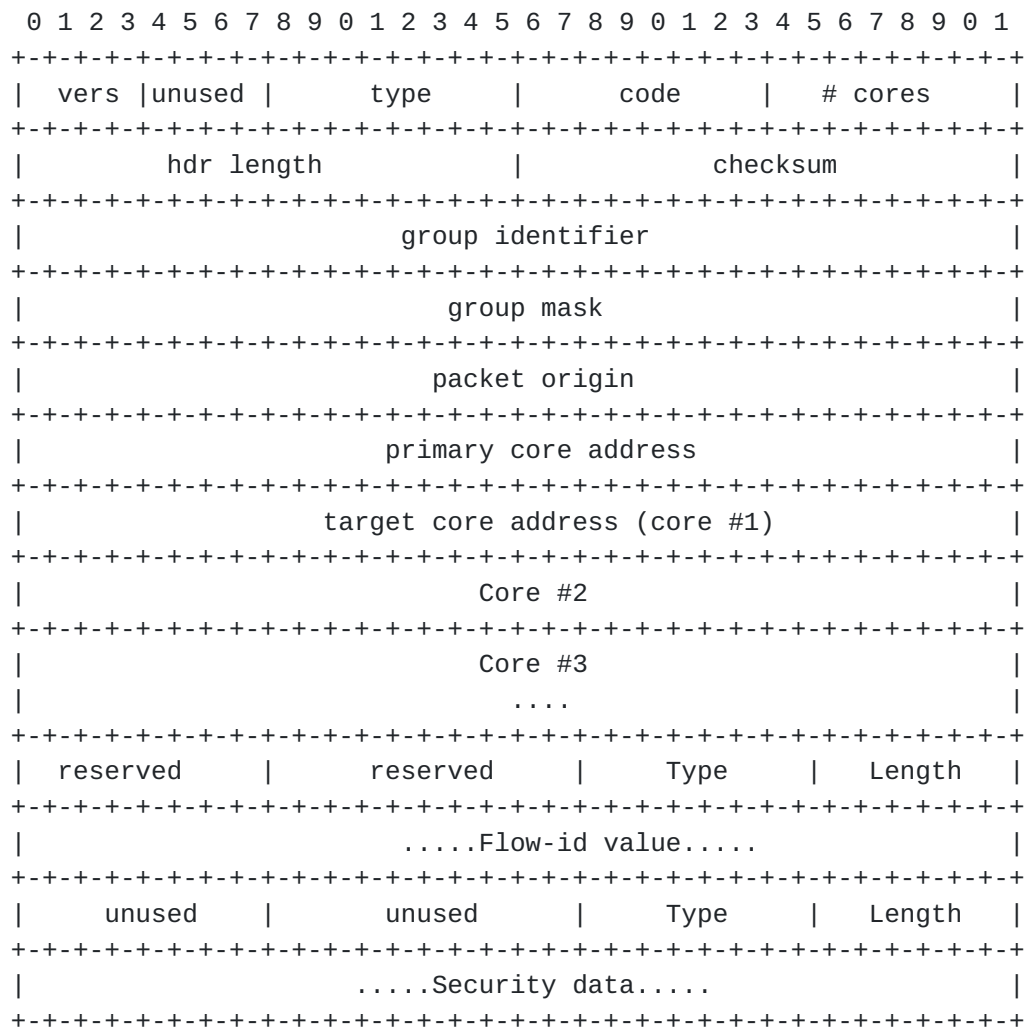 0 1 2 3 4 5 6 7 8 9 0 1 2 3 4 5 6 7 8 9 0 1 2 3 4 5 6 7 8 9 0 1
+-+-+-+-+-+-+-+-+-+-+-+-+-+-+-+-+-+-+-+-+-+-+-+-+-+-+-+-+-+-+-+-+
| vers |unused | type | code | # cores |
+-+-+-+-+-+-+-+-+-+-+-+-+-+-+-+-+-+-+-+-+-+-+-+-+-+-+-+-+-+-+-+-+
| hdr length | checksum |
+-+-+-+-+-+-+-+-+-+-+-+-+-+-+-+-+-+-+-+-+-+-+-+-+-+-+-+-+-+-+-+-+
| group identifier |
+-+-+-+-+-+-+-+-+-+-+-+-+-+-+-+-+-+-+-+-+-+-+-+-+-+-+-+-+-+-+-+-+
| group mask |
+-+-+-+-+-+-+-+-+-+-+-+-+-+-+-+-+-+-+-+-+-+-+-+-+-+-+-+-+-+-+-+-+
| packet origin |
+-+-+-+-+-+-+-+-+-+-+-+-+-+-+-+-+-+-+-+-+-+-+-+-+-+-+-+-+-+-+-+-+
| primary core address |
+-+-+-+-+-+-+-+-+-+-+-+-+-+-+-+-+-+-+-+-+-+-+-+-+-+-+-+-+-+-+-+-+
| target core address (core #1) |
+-+-+-+-+-+-+-+-+-+-+-+-+-+-+-+-+-+-+-+-+-+-+-+-+-+-+-+-+-+-+-+-+
| Core #2 |
+-+-+-+-+-+-+-+-+-+-+-+-+-+-+-+-+-+-+-+-+-+-+-+-+-+-+-+-+-+-+-+-+
| Core #3 |
| .... |
+-+-+-+-+-+-+-+-+-+-+-+-+-+-+-+-+-+-+-+-+-+-+-+-+-+-+-+-+-+-+-+-+
| reserved | reserved | Type | Length |
+-+-+-+-+-+-+-+-+-+-+-+-+-+-+-+-+-+-+-+-+-+-+-+-+-+-+-+-+-+-+-+-+
| .....Flow-id value..... |
+-+-+-+-+-+-+-+-+-+-+-+-+-+-+-+-+-+-+-+-+-+-+-+-+-+-+-+-+-+-+-+-+
| unused | unused | Type | Length |
+-+-+-+-+-+-+-+-+-+-+-+-+-+-+-+-+-+-+-+-+-+-+-+-+-+-+-+-+-+-+-+-+
| .....Security data..... |
+-+-+-+-+-+-+-+-+-+-+-+-+-+-+-+-+-+-+-+-+-+-+-+-+-+-+-+-+-+-+-+-+